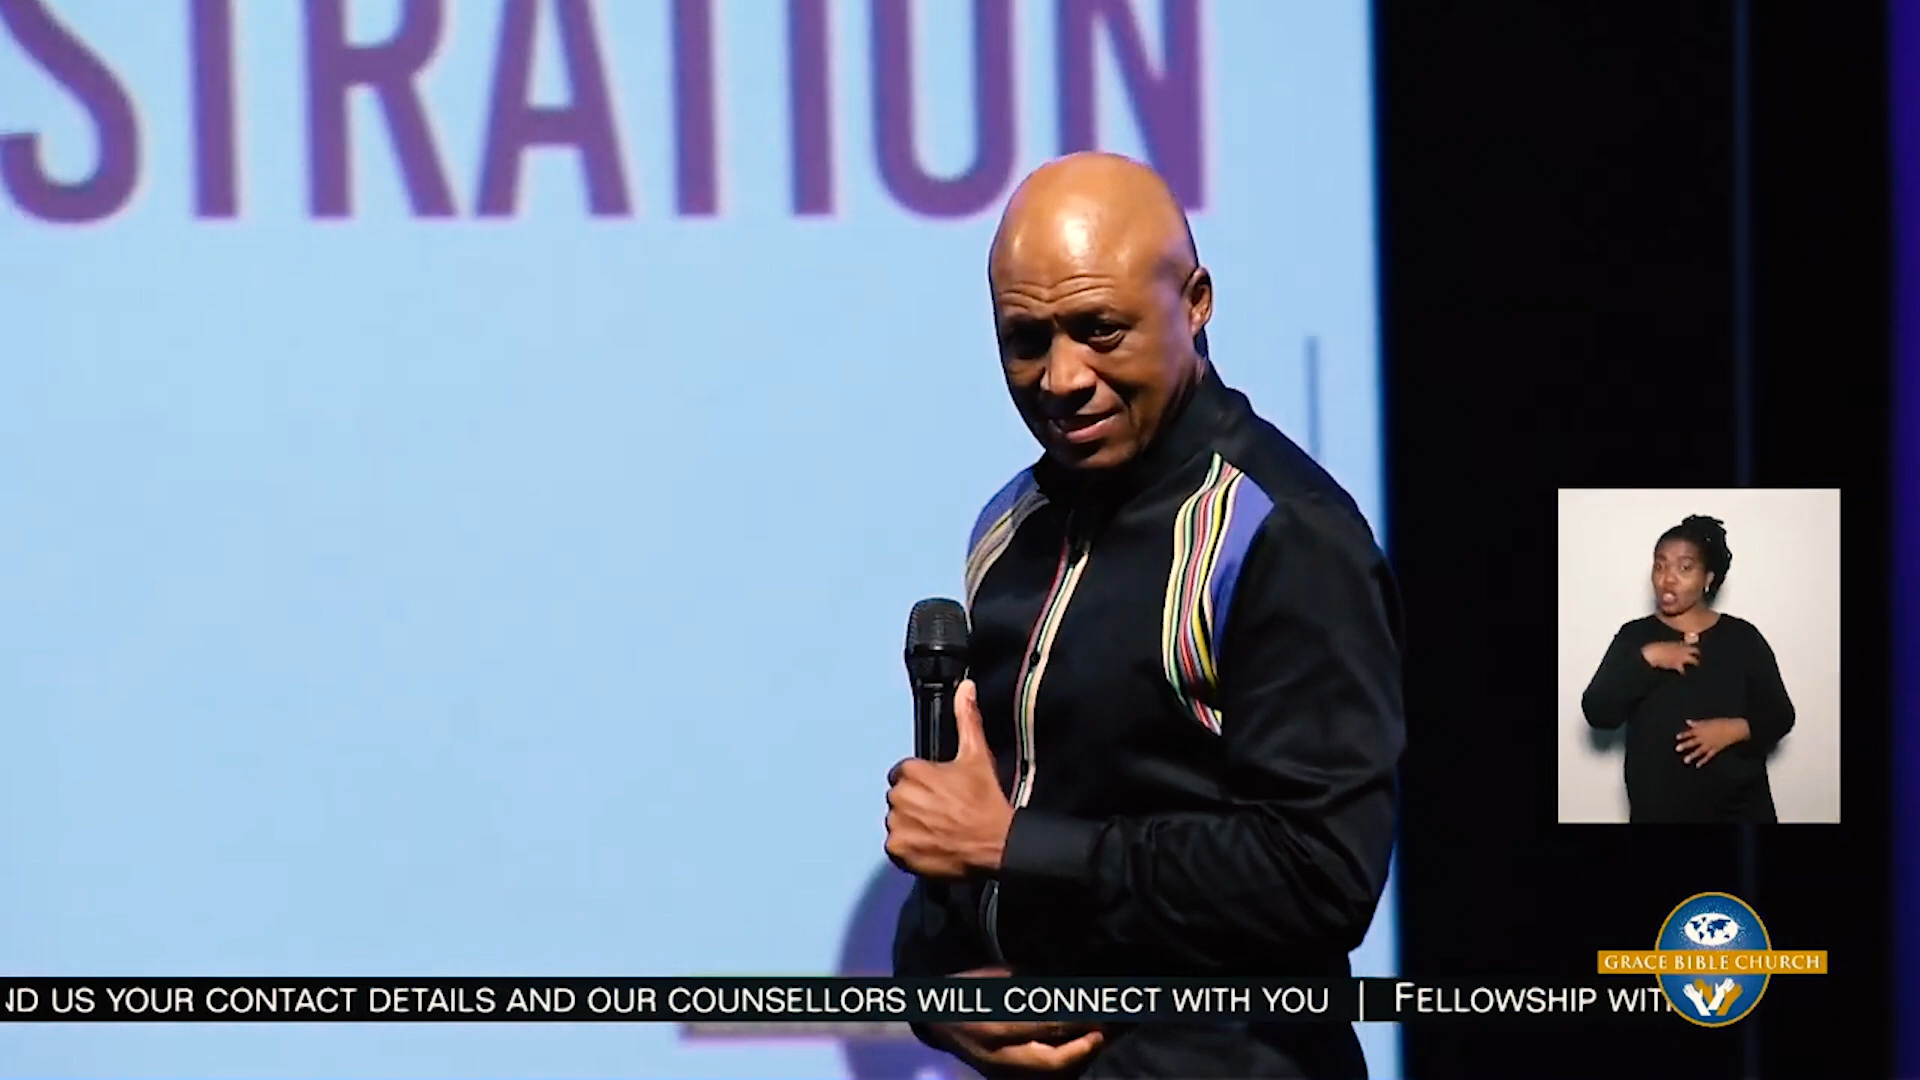 STRATION
ND US YOUR CONTACT DETAILS AND OUR COUNSELLORS WILL CONNECT WITH YOU | FELLOWSHIP WIT
GRACE BIBLE CHURCH